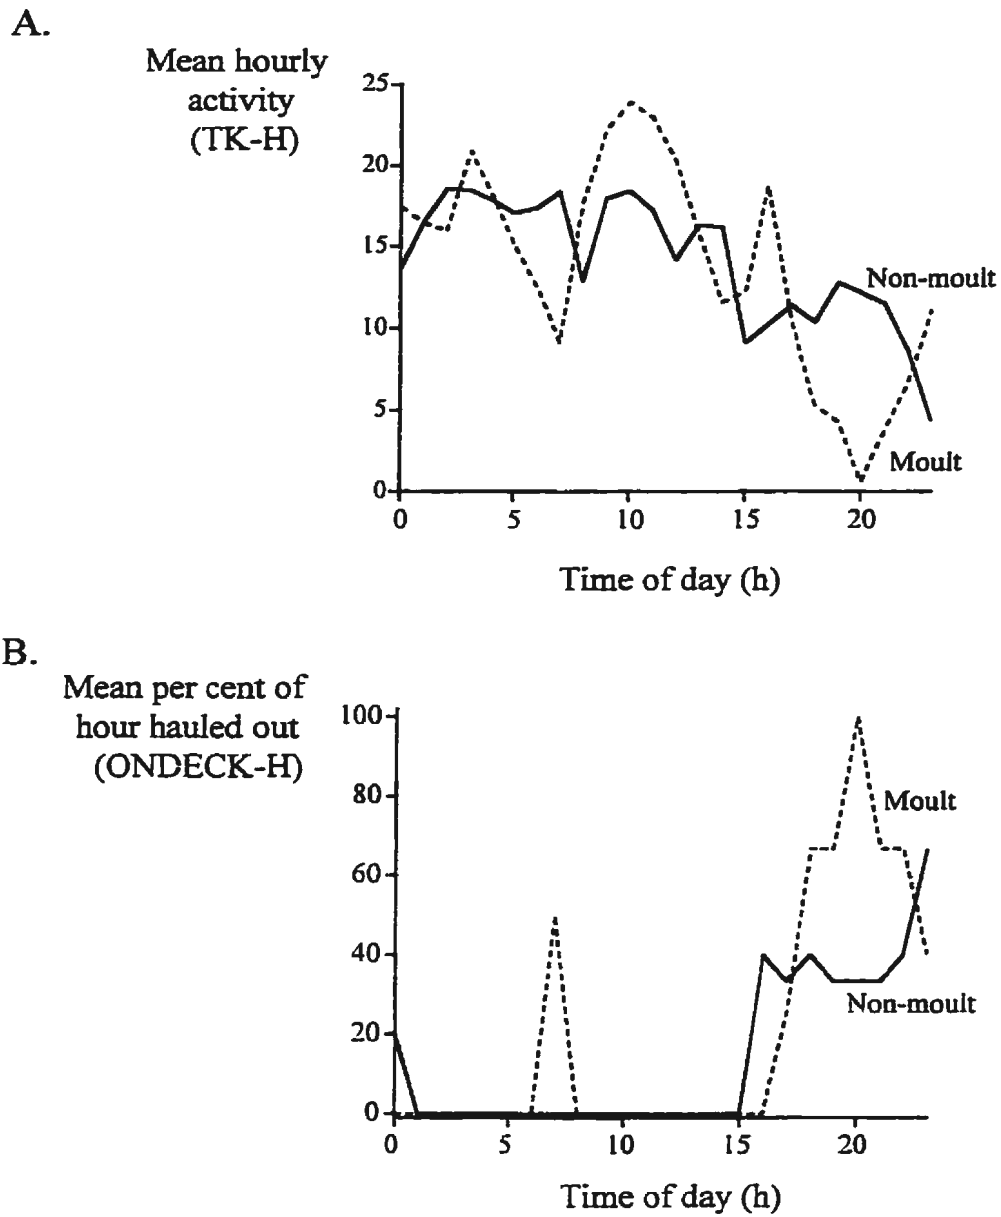 A.
Mean hourly
activity
(TK-H)
25
20
15
10
5
0
Non-moult
Moult
0 5 10 15 20
Time of day (h)
B.
Mean per cent of
hour hauled out
(ONDECK-H)
100
80
60
40
20
0
Moult
Non-moult
0 5 10 15 20
Time of day (h)